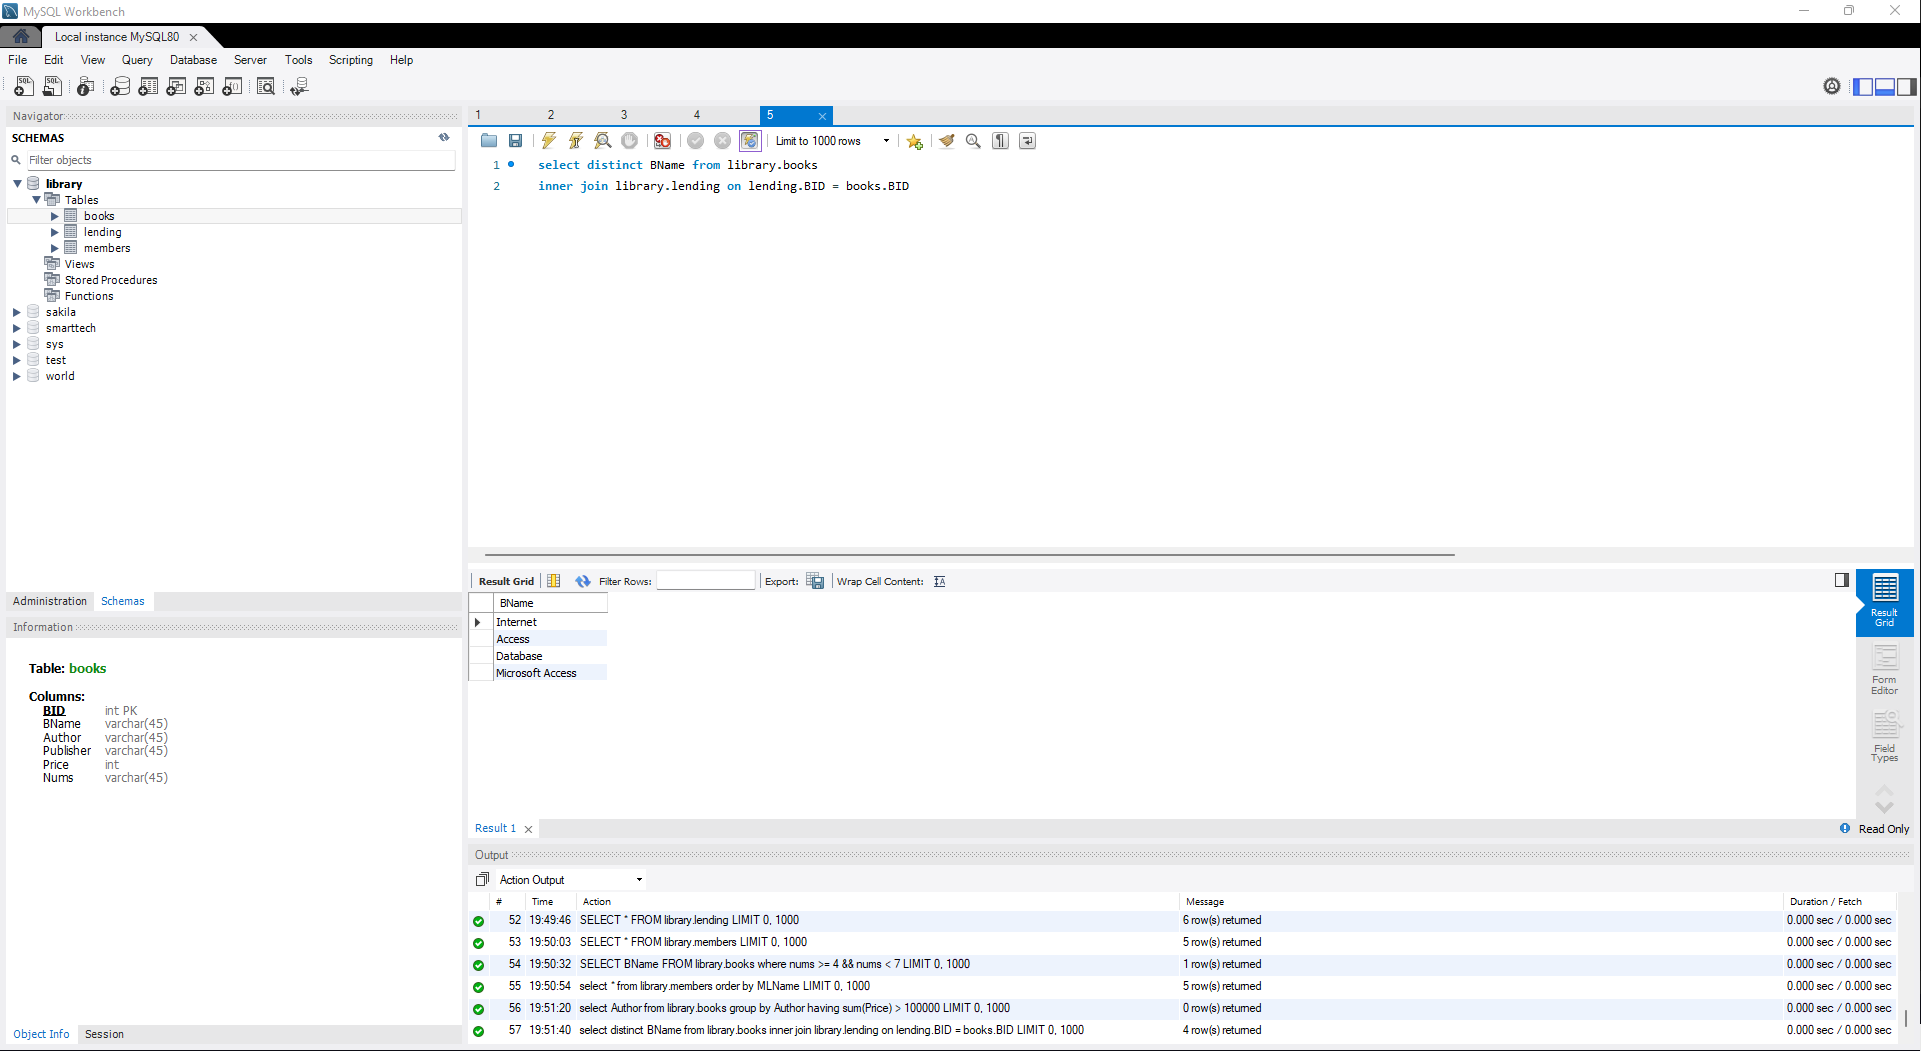 MySQL Workbench
Local instance MySQL80
File Edit View Query Database Server Tools Scripting Help
Navigator
SCHEMAS
Filter objects
library
Tables
books
lending
members
Views
Stored Procedures
Functions
sakila
smarttech
sys
test
world
Administration Schemas
Information
Table: books
Columns:
BID int PK
BName varchar(45)
Author varchar(45)
Publisher varchar(45)
Price int
Nums varchar(45)
Object Info Session
1 2 3 4 5
Limit to 1000 rows
1 select distinct BName from library.books
2 inner join library.lending on lending.BID = books.BID
Result Grid Filter Rows: Export: Wrap Cell Content:
BName
Internet
Access
Database
Microsoft Access
Result
Grid
Form
Editor
Field
Types
Result 1
Read Only
Output
Action Output
# Time Action Message Duration / Fetch
52 19:49:46 SELECT * FROM library.lending LIMIT 0, 1000 6 row(s) returned 0.000 sec / 0.000 sec
53 19:50:03 SELECT * FROM library.members LIMIT 0, 1000 5 row(s) returned 0.000 sec / 0.000 sec
54 19:50:32 SELECT BName FROM library.books where nums >= 4 && nums < 7 LIMIT 0, 1000 1 row(s) returned 0.000 sec / 0.000 sec
55 19:50:54 select * from library.members order by MLName LIMIT 0, 1000 5 row(s) returned 0.000 sec / 0.000 sec
56 19:51:20 select Author from library.books group by Author having sum(Price) > 100000 LIMIT 0, 1000 0 row(s) returned 0.000 sec / 0.000 sec
57 19:51:40 select distinct BName from library.books inner join library.lending on lending.BID = books.BID LIMIT 0, 1000 4 row(s) returned 0.000 sec / 0.000 sec